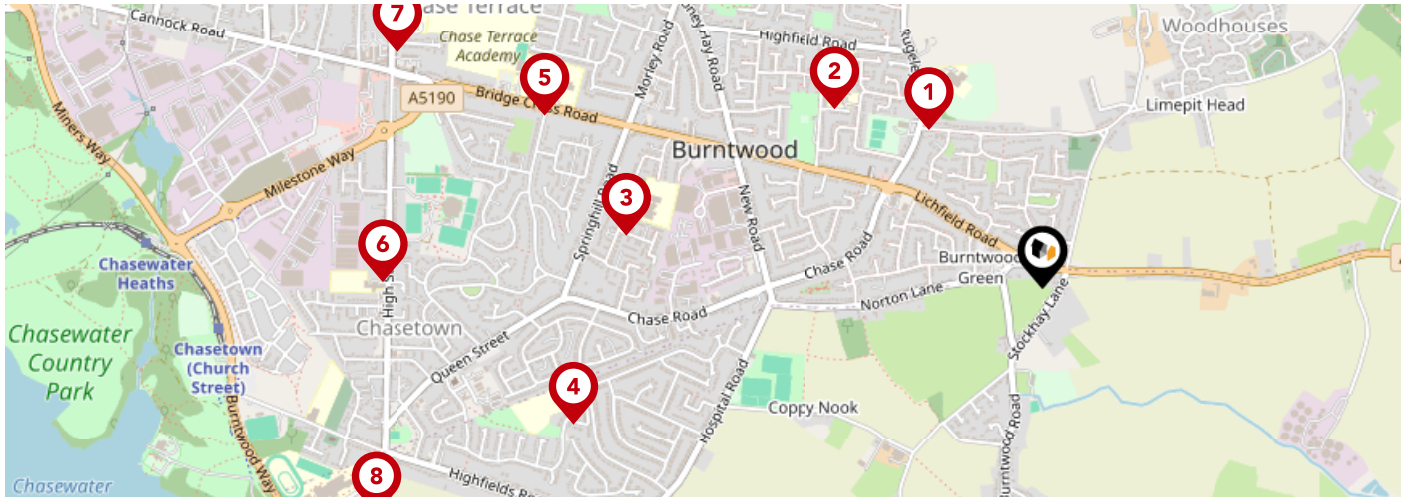 7
ase Terrace
Cannock Road
Chase Terrace
Academy
Highfield Road
Woodhouses
Morley Road
5
2
1
A5190
Bridge Cross Road
Limepit Head
Miners Way
Burntwood
Milestone Way
3
Springhill Road
New Road
Lichfield Road
6
Chasewater
Heaths
Chase Road
Burntwood
Green
Norton Lane
High S
Chasewater
Country
Park
Chasetown
Chase Road
Stockhay Lane
Chasetown
(Church
Street)
Queen Street
4
Hospital Road
Coppy Nook
Burntwood Way
Burntwood Road
8
Highfields Ro
Chasewater